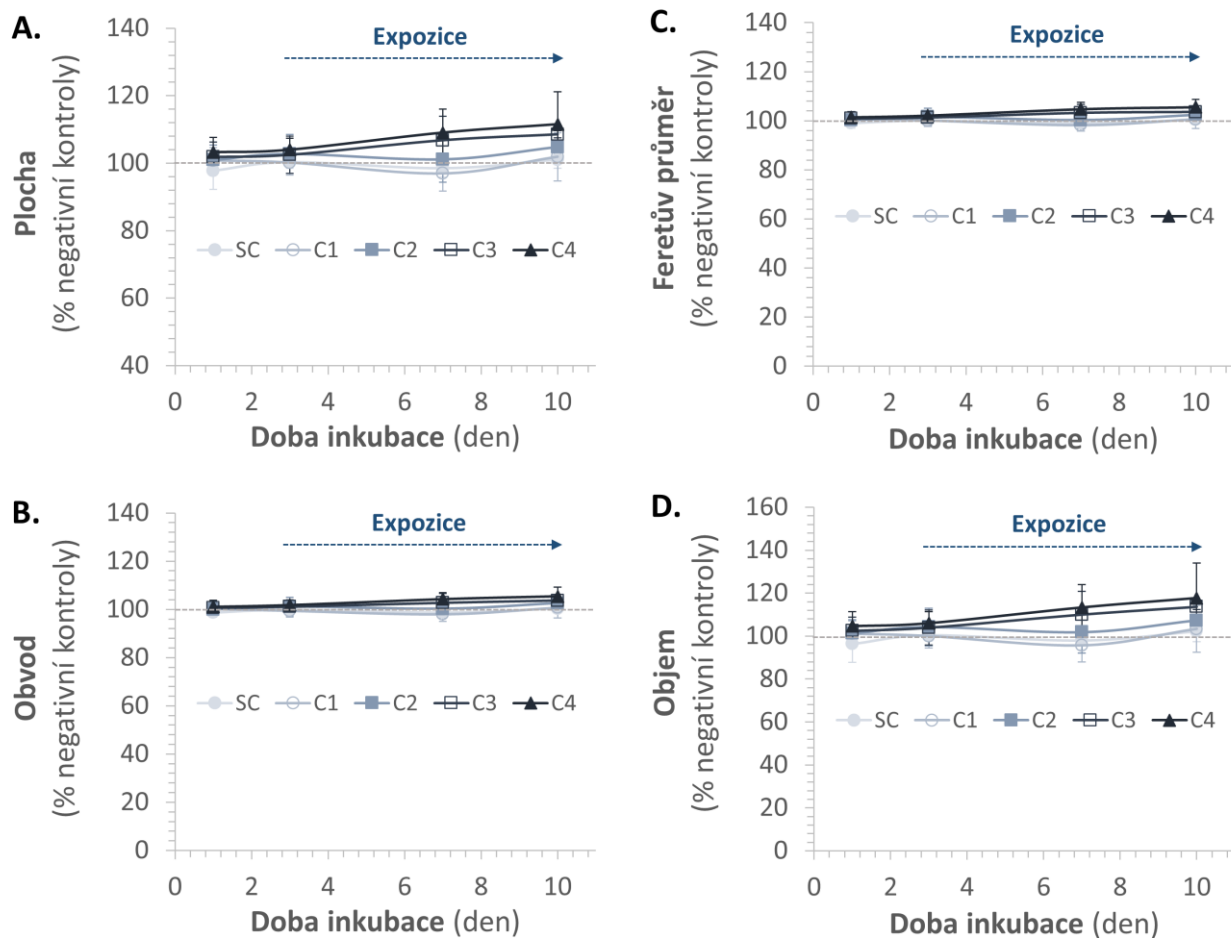 A.
Plocha
(% negativní kontroly)
140
120
100
80
60
40
Expozice
SC C1 C2 C3 C4
0 2 4 6 8 10
Doba inkubace (den)
C.
Feretův průměr
(% negativní kontroly)
140
120
100
80
60
40
20
0
Expozice
SC C1 C2 C3 C4
0 2 4 6 8 10
Doba inkubace (den)
B.
Obvod
(% negativní kontroly)
140
120
100
80
60
40
20
0
Expozice
SC C1 C2 C3 C4
0 2 4 6 8 10
Doba inkubace (den)
D.
Objem
(% negativní kontroly)
160
140
120
100
80
60
40
20
0
Expozice
SC C1 C2 C3 C4
0 2 4 6 8 10
Doba inkubace (den)